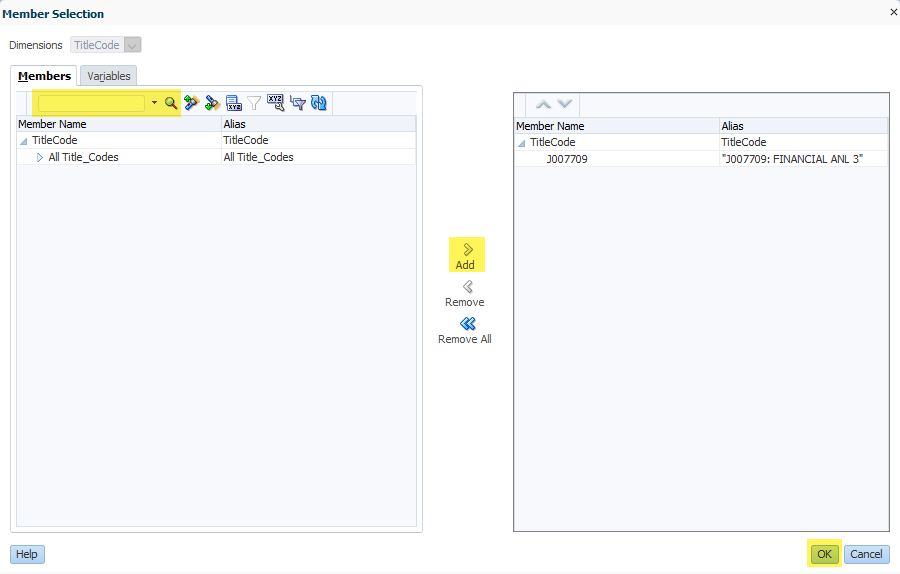 Member Selection
Dimensions TitleCode
Members Variables
Member Name Alias
TitleCode TitleCode
All Title_Codes All Title_Codes
Add
Remove
Remove All
Member Name Alias
TitleCode TitleCode
J007709 "J007709: FINANCIAL ANL 3"
Help OK Cancel